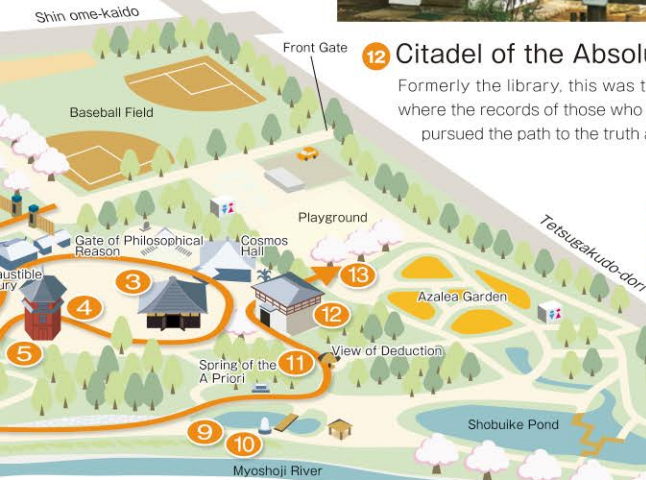 Shin ome-kaido
Front Gate
12 Citadel of the
Formerly the library, this was
where the records of those who
pursued the path to the truth
Baseball Field
Playground
Tetsugakudo-dori
Gate of Philosophical
Reason
Cosmos
Hall
3
13
4
12
Azalea Garden
5
11
View of Deduction
Spring of the
A Priori
9
10
Shobuike Pond
Myoshoji River